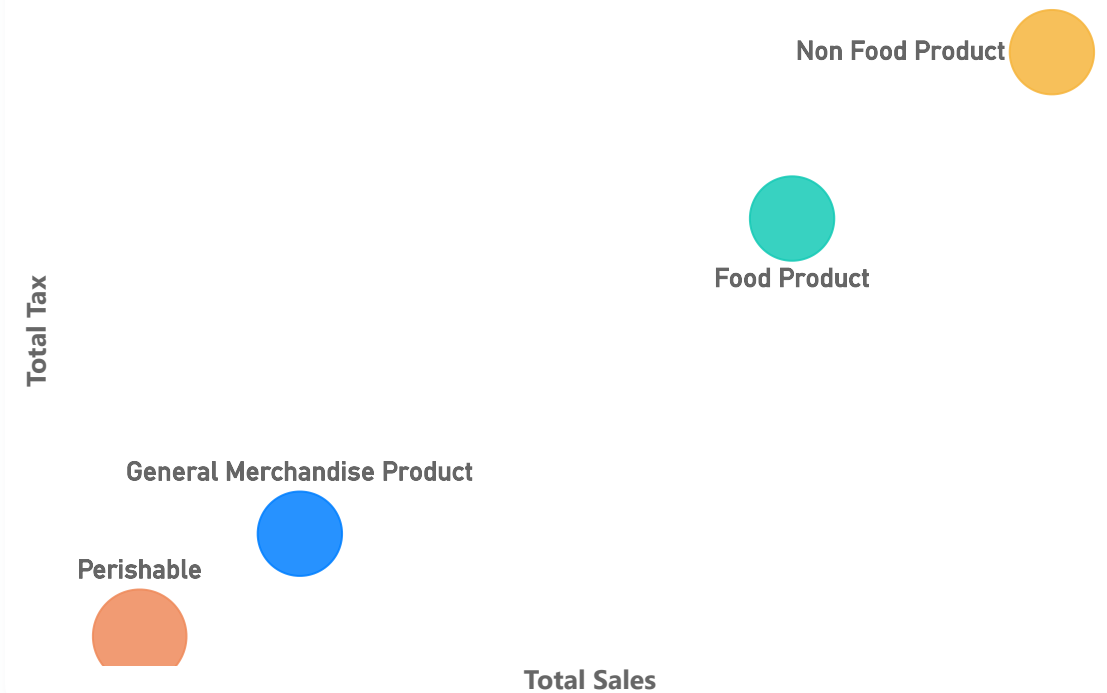 Non Food Product
Food Product
Total Tax
General Merchandise Product
Perishable
Total Sales